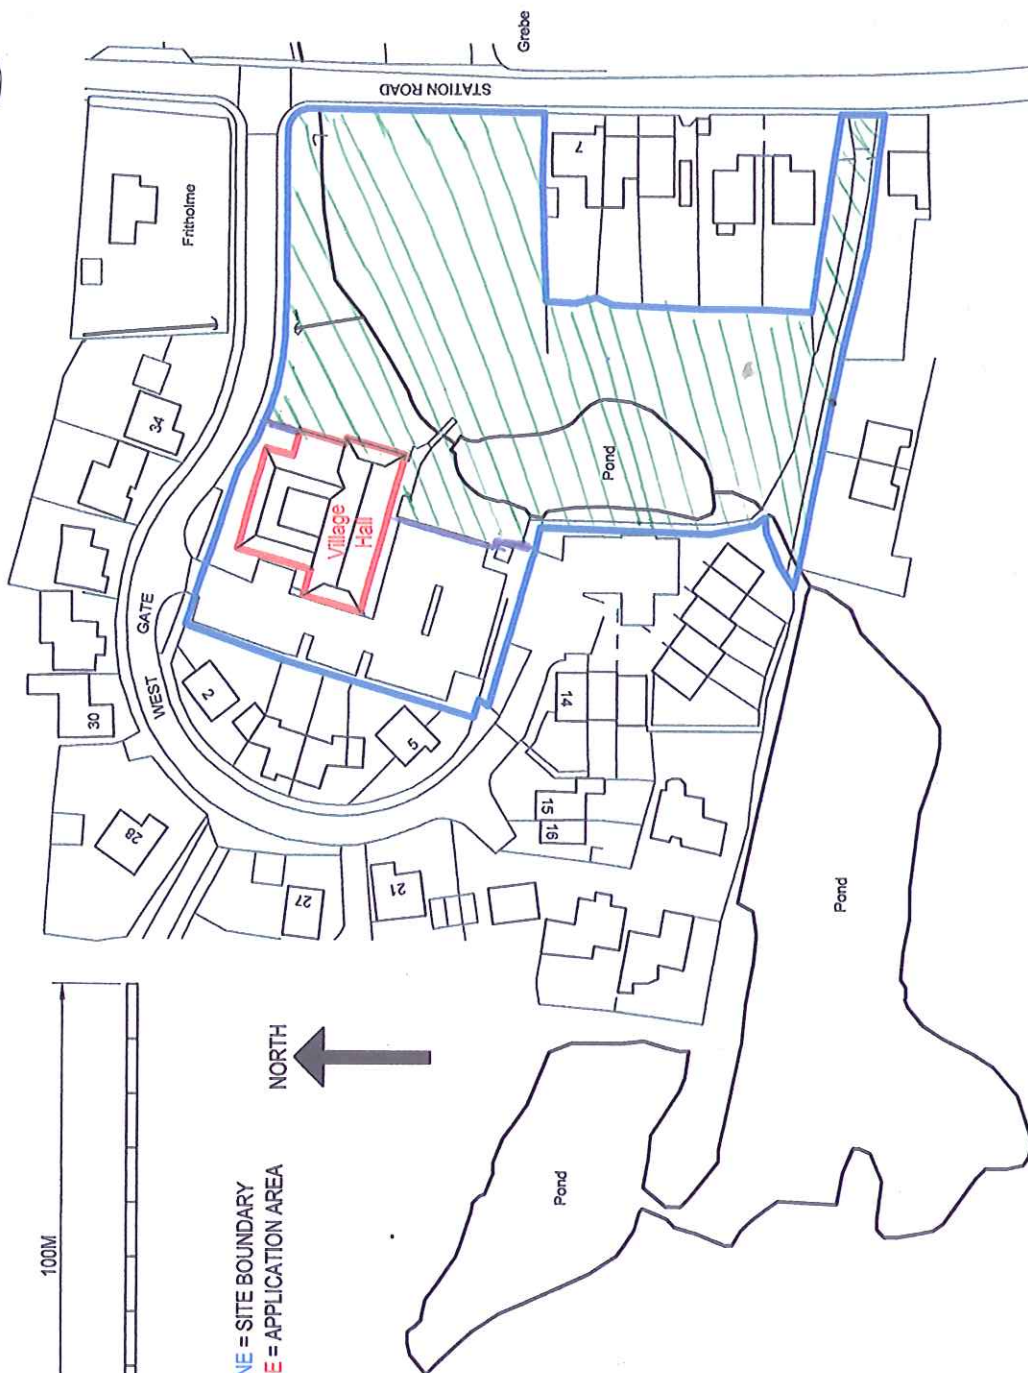 Grebe
STATION ROAD
7
Fritholme
34
Village
Hall
Pond
WEST
GATE
30
2
5
14
15
16
28
27
21
100M
NORTH
Pond
Pond
NE = SITE BOUNDARY
E = APPLICATION AREA